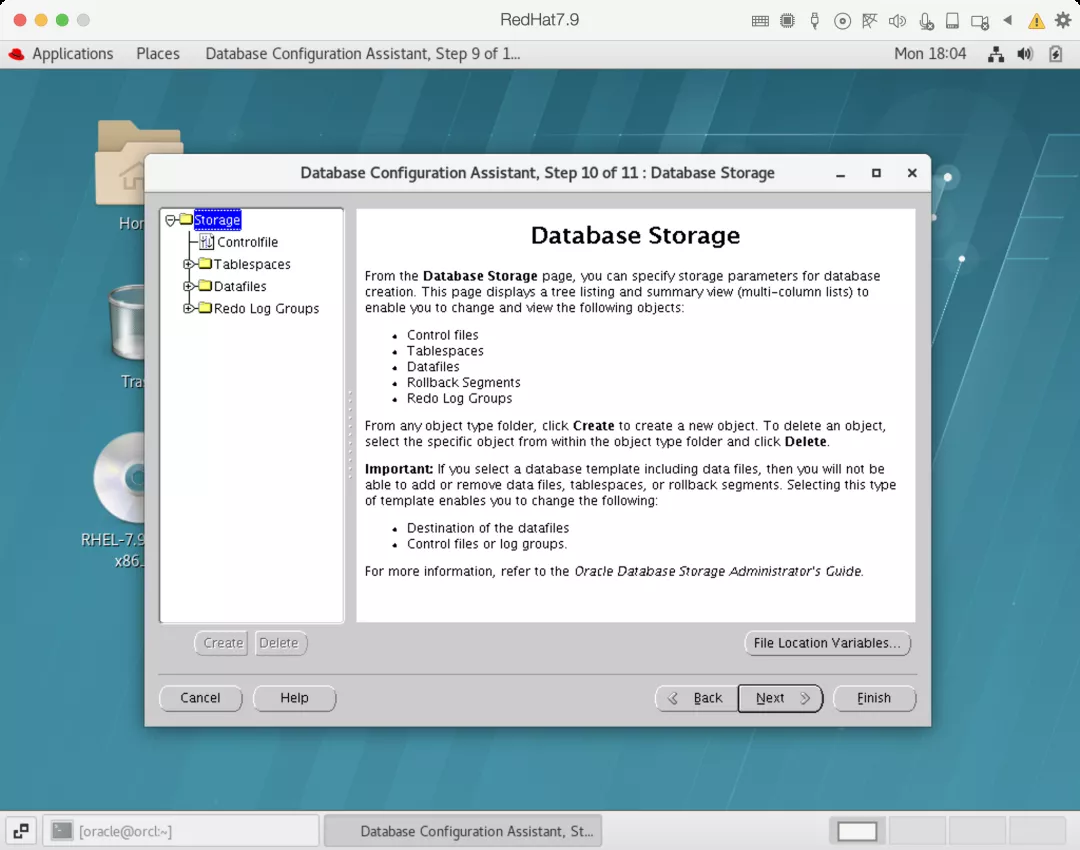 RedHat7.9
Applications Places Database Configuration Assistant, Step 9 of 1... Mon 18:04
Hor
Tra
RHEL-7.9
x86_
Database Configuration Assistant, Step 10 of 11 : Database Storage
Storage
Controlfile
Tablespaces
Datafiles
Redo Log Groups
Database Storage
From the Database Storage page, you can specify storage parameters for database
creation. This page displays a tree listing and summary view (multi-column lists) to
enable you to change and view the following objects:
• Control files
• Tablespaces
• Datafiles
• Rollback Segments
• Redo Log Groups
From any object type folder, click Create to create a new object. To delete an object,
select the specific object from within the object type folder and click Delete.
Important: If you select a database template including data files, then you will not be
able to add or remove data files, tablespaces, or rollback segments. Selecting this type
of template enables you to change the following:
• Destination of the datafiles
• Control files or log groups.
For more information, refer to the Oracle Database Storage Administrator's Guide.
Create Delete File Location Variables...
Cancel Help Back Next Finish
[oracle@orcl:~] Database Configuration Assistant, St...